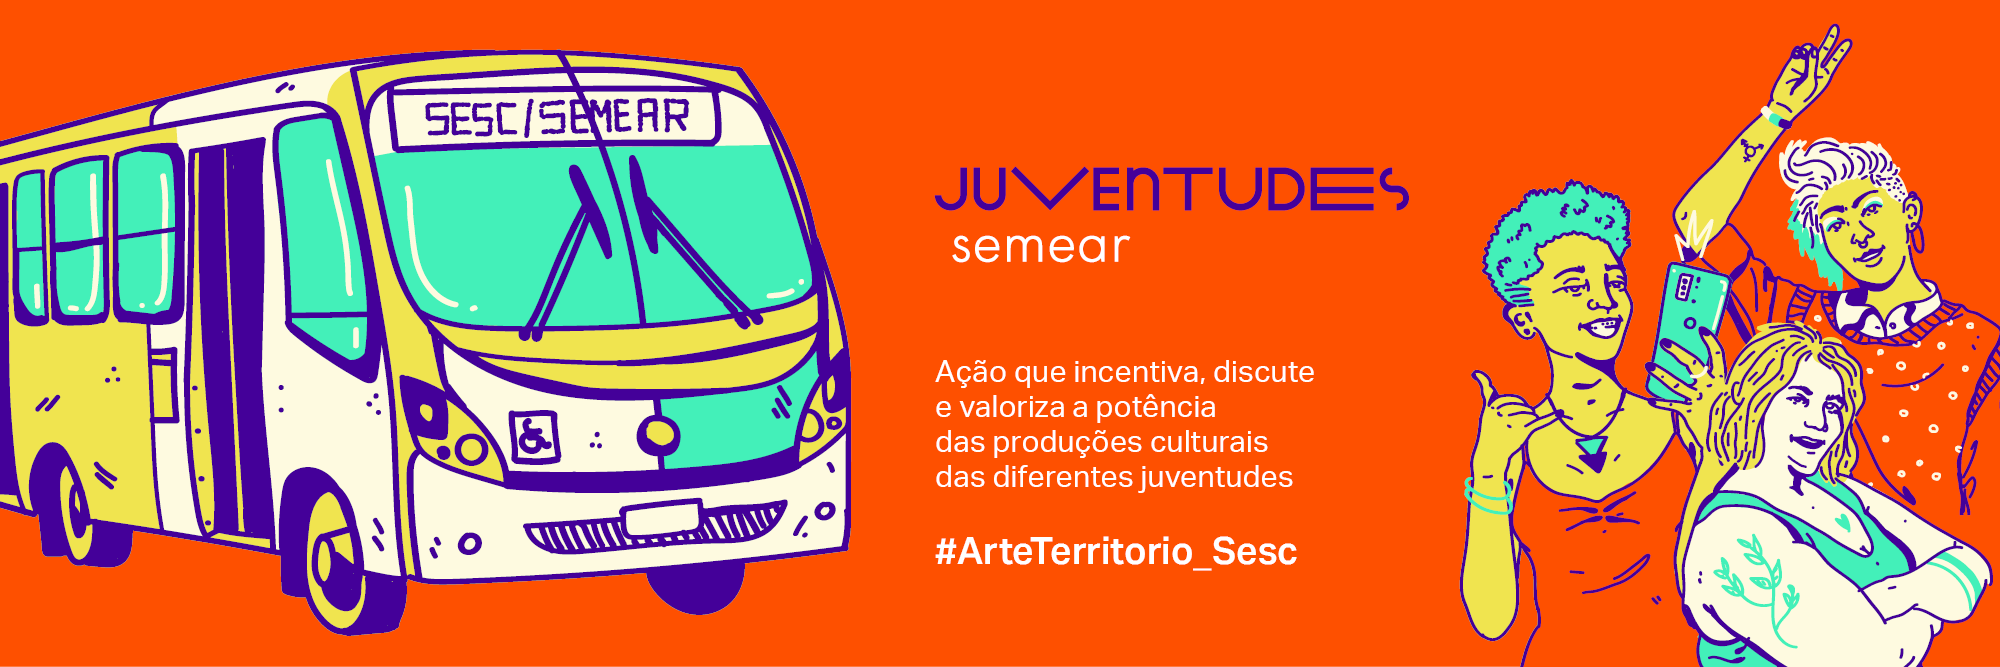 SESC/SEMEAR
JUVENTUDES
semear
Ação que incentiva, discute
e valoriza a potência
das produções culturais
das diferentes juventudes
#ArteTerritorio_Sesc